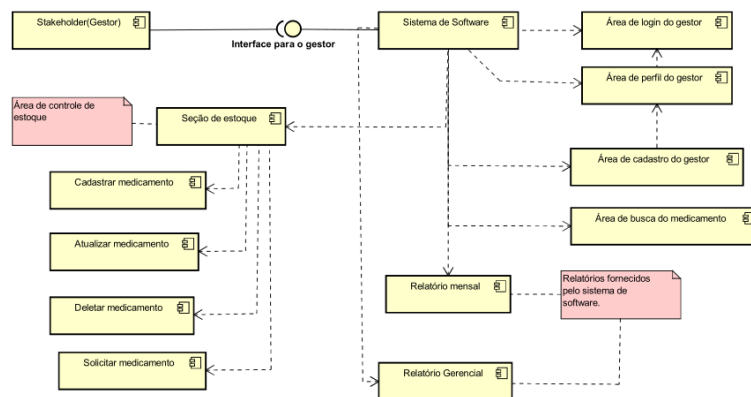 Stakeholder(Gestor)
Interface para o gestor
Sistema de Software
Área de login do gestor
Área de perfil do gestor
Área de controle de
estoque
Seção de estoque
Área de cadastro do gestor
Cadastrar medicamento
Área de busca do medicamento
Atualizar medicamento
Relatório mensal
Relatórios fornecidos
pelo sistema de
software.
Deletar medicamento
Solicitar medicamento
Relatório Gerencial